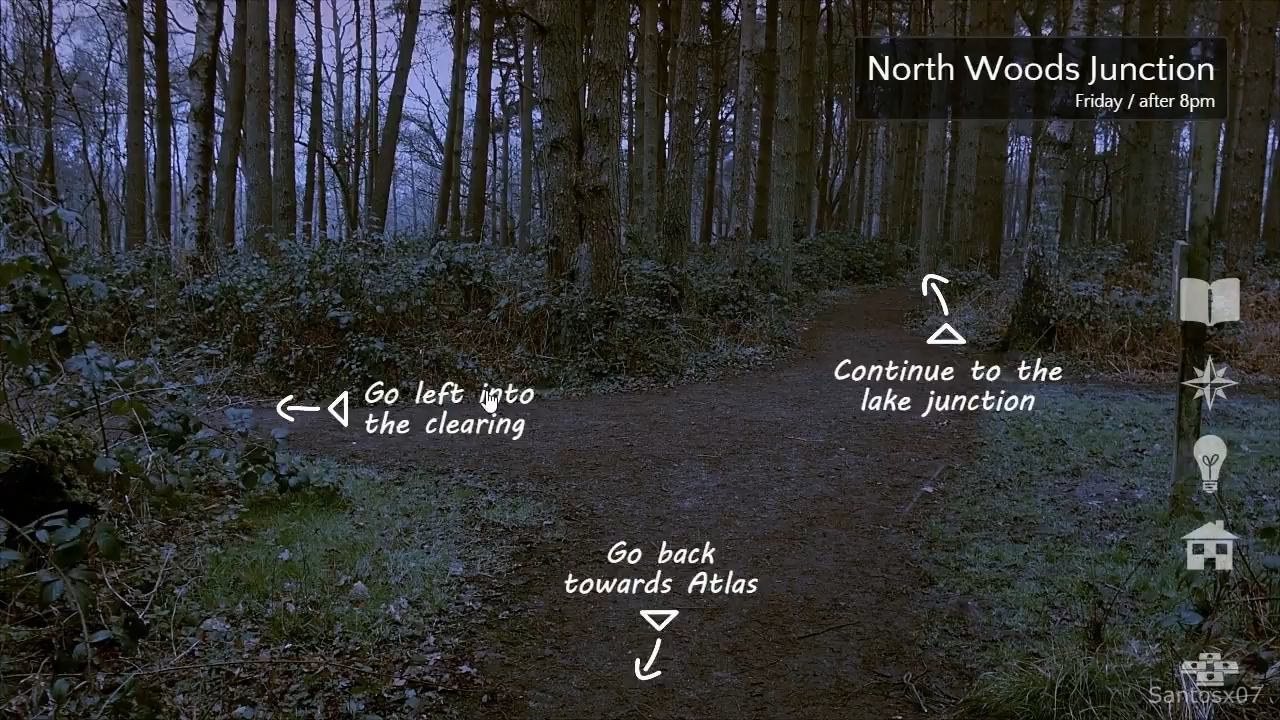 North Woods Junction
Friday / after 8pm
Continue to the
lake junction
Go left into
the clearing
Go back
towards Atlas
Santosx07